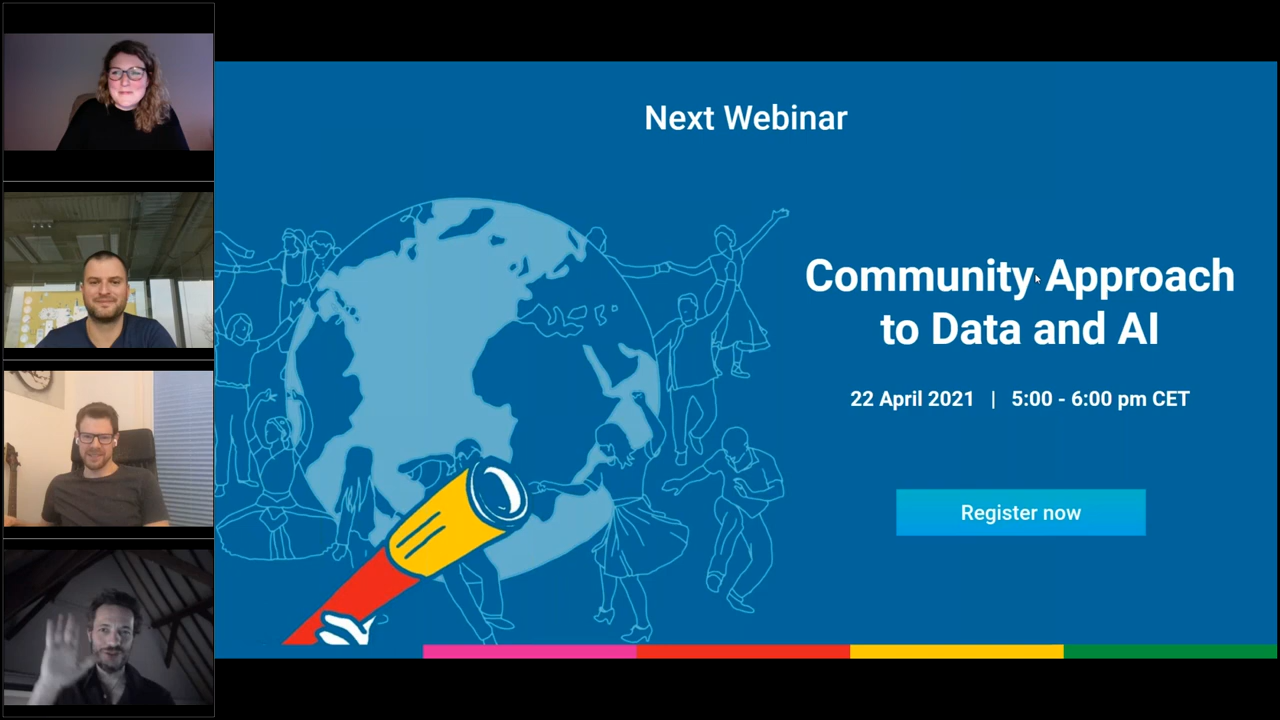 Next Webinar
Community Approach
to Data and AI
22 April 2021 | 5:00 - 6:00 pm CET
Register now